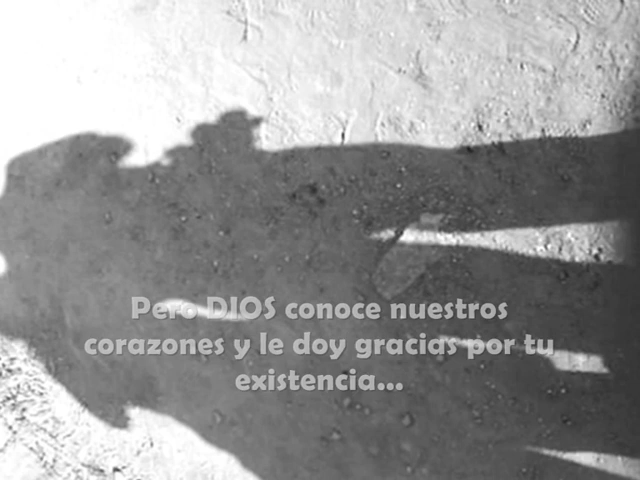 Pero DIOS conoce nuestros
corazones y le doy gracias por tu
existencia...